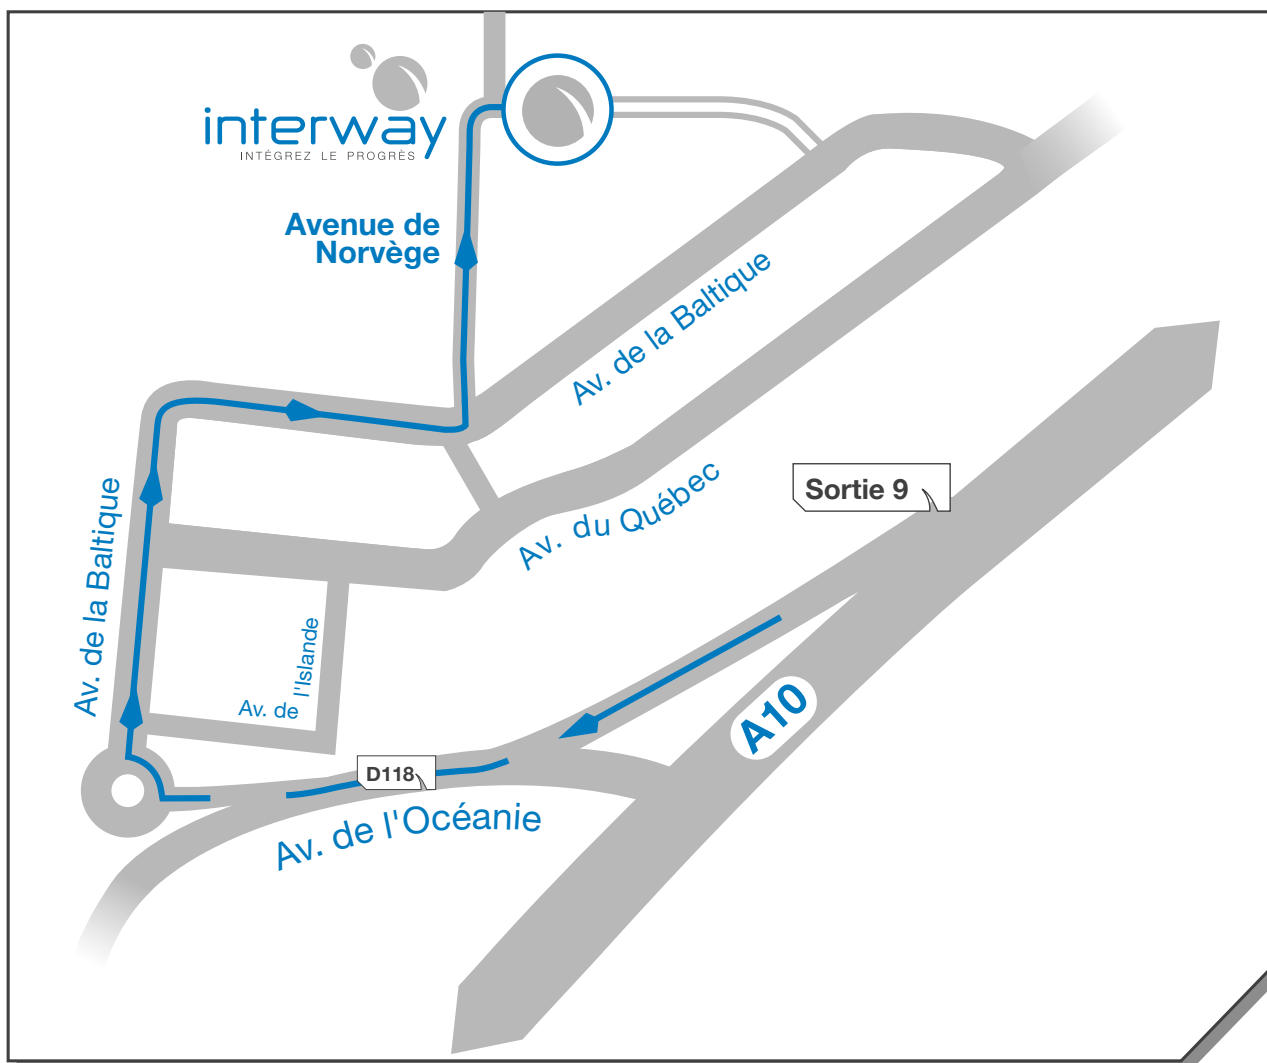 interway
INTÉGREZ LE PROGRÈS
Avenue de
Norvège
Av. de la Baltique
Av. du Québec
Sortie 9
Av. de la Baltique
Av. de l'Islande
A10
D118
Av. de l'Océanie